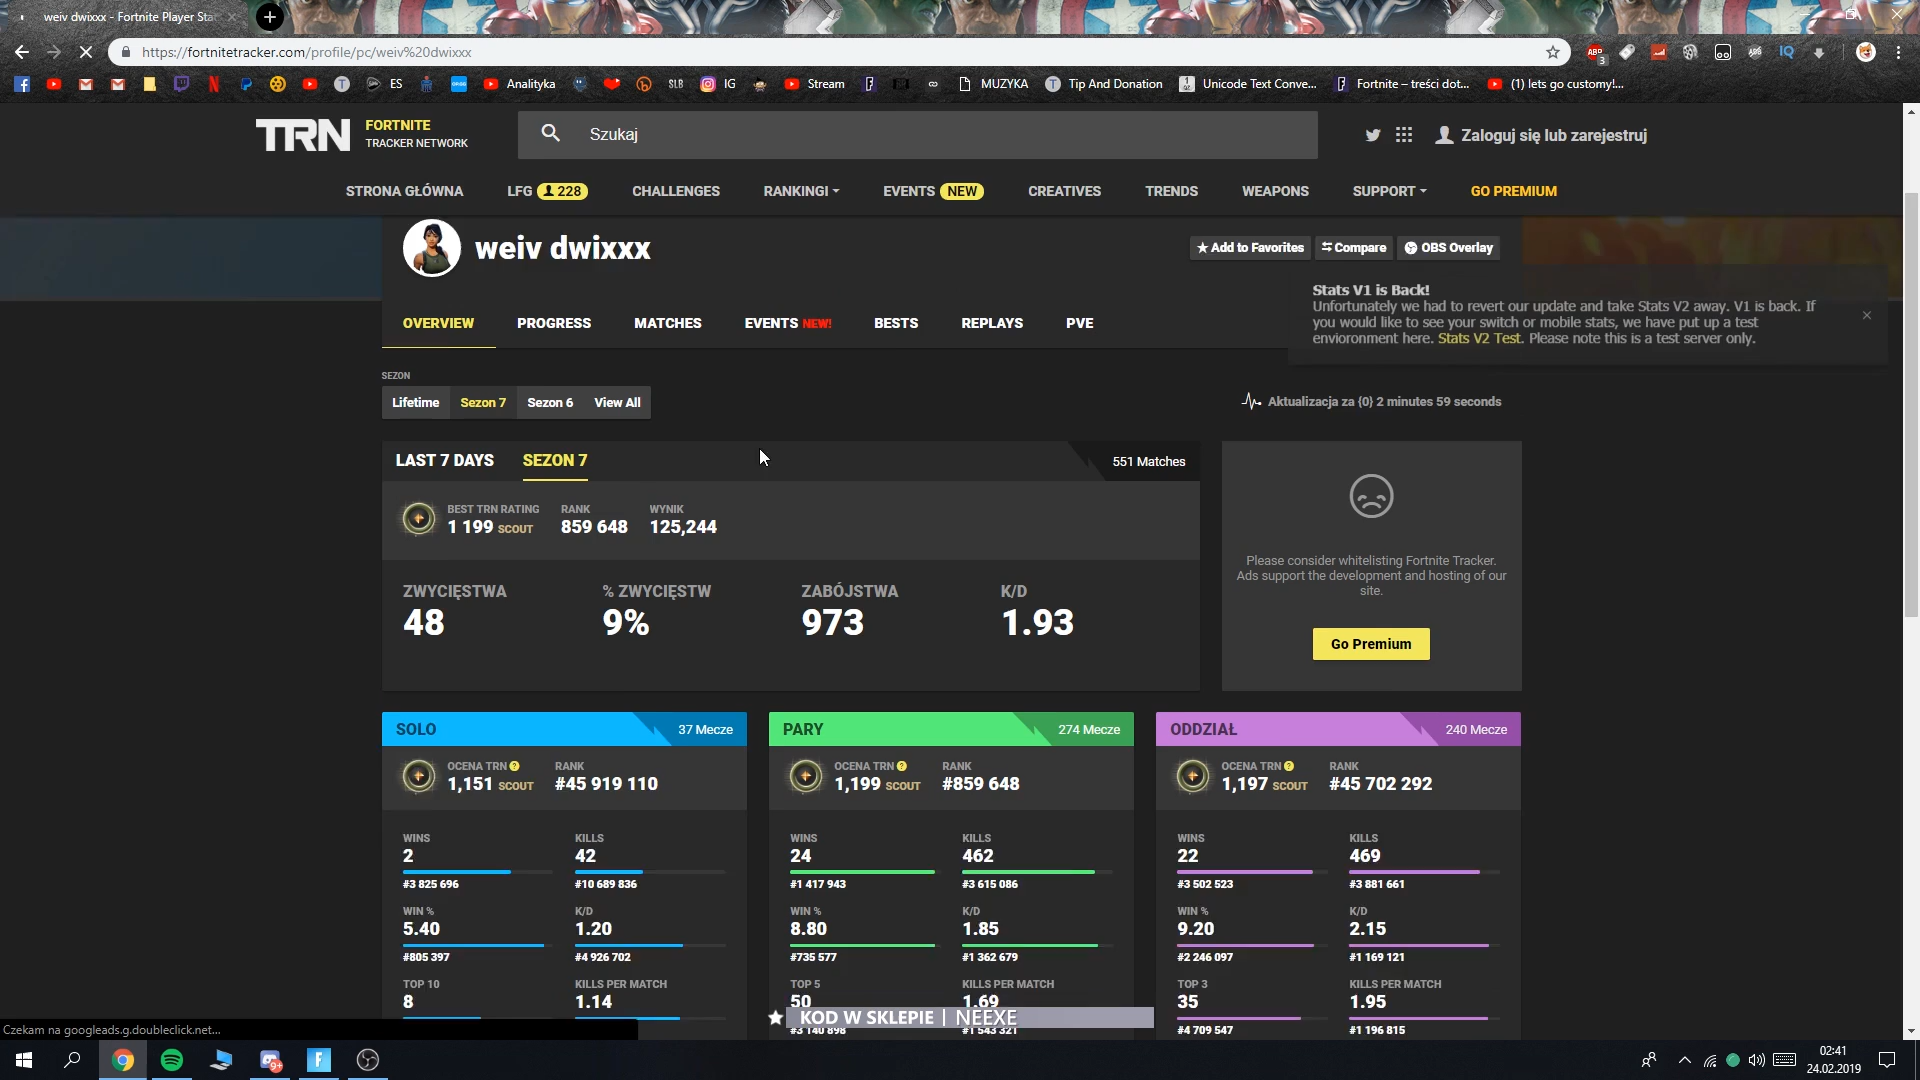 weiv dwixxx - Fortnite Player Stat
https://fortnitetracker.com/profile/pc/weiv%20dwixxx
ABP
3
IQ
ES
Analityka
SLB
IG
Stream
MUZYKA
Tip And Donation
Unicode Text Conve...
Fortnite – treści dot...
(1) lets go customy!...
TRN
FORTNITE
TRACKER NETWORK
Szukaj
Zaloguj się lub zarejestruj
STRONA GŁÓWNA
LFG 228
CHALLENGES
RANKINGI
EVENTS NEW
CREATIVES
TRENDS
WEAPONS
SUPPORT
GO PREMIUM
weiv dwixxx
Add to Favorites
Compare
OBS Overlay
Stats V1 is Back!
Unfortunately we had to revert our update and take Stats V2 away. V1 is back. If
you would like to see your switch or mobile stats, we have put up a test
envioronment here. Stats V2 Test. Please note this is a test server only.
OVERVIEW
PROGRESS
MATCHES
EVENTS NEW!
BESTS
REPLAYS
PVE
SEZON
Lifetime
Sezon 7
Sezon 6
View All
Aktualizacja za {0} 2 minutes 59 seconds
LAST 7 DAYS
SEZON 7
551 Matches
BEST TRN RATING
1 199 SCOUT
RANK
859 648
WYNIK
125,244
ZWYCIĘSTWA
48
% ZWYCIĘSTW
9%
ZABÓJSTWA
973
K/D
1.93
Please consider whitelisting Fortnite Tracker.
Ads support the development and hosting of our
site.
Go Premium
SOLO
37 Mecze
OCENA TRN
1,151 SCOUT
RANK
#45 919 110
WINS
2
#3 825 696
KILLS
42
#10 689 836
WIN %
5.40
#805 397
K/D
1.20
#4 926 702
TOP 10
8
KILLS PER MATCH
1.14
PARY
274 Mecze
OCENA TRN
1,199 SCOUT
RANK
#859 648
WINS
24
#1 417 943
KILLS
462
#3 615 086
WIN %
8.80
#735 577
K/D
1.85
#1 362 679
TOP 5
50
#3 140 898
KILLS PER MATCH
1.69
#1 543 321
ODDZIAŁ
240 Mecze
OCENA TRN
1,197 SCOUT
RANK
#45 702 292
WINS
22
#3 502 523
KILLS
469
#3 881 661
WIN %
9.20
#2 246 097
K/D
2.15
#1 169 121
TOP 3
35
#4 709 547
KILLS PER MATCH
1.95
#1 196 815
KOD W SKLEPIE | NEEXE
Czekam na googleads.g.doubleclick.net...
9+
02:41
24.02.2019